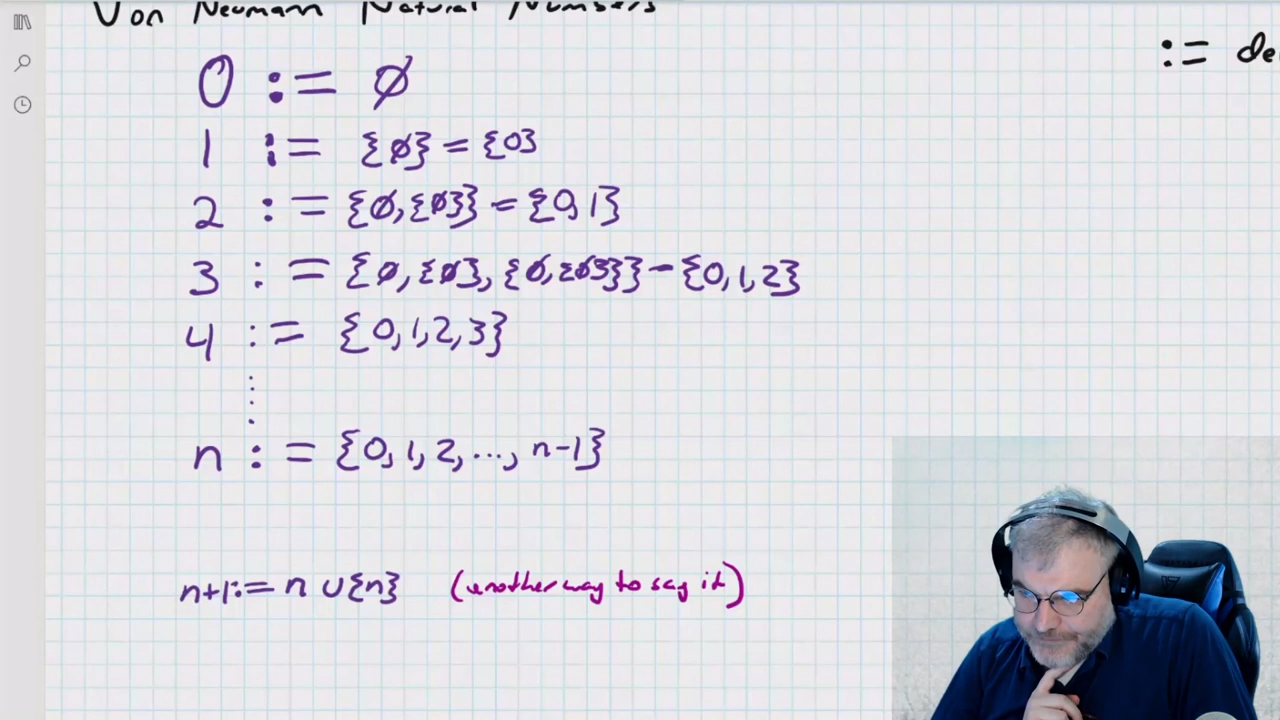 Von Neumann Natural Numbers
:= de
0 := ∅
1 := {∅} = {0}
2 := {∅,{∅}} = {0,1}
3 := {∅,{∅},{∅,{∅}}} = {0,1,2}
4 := {0,1,2,3}
⋮
n := {0,1,2,..., n-1}
n+1:= n ∪{n} (another way to say it)